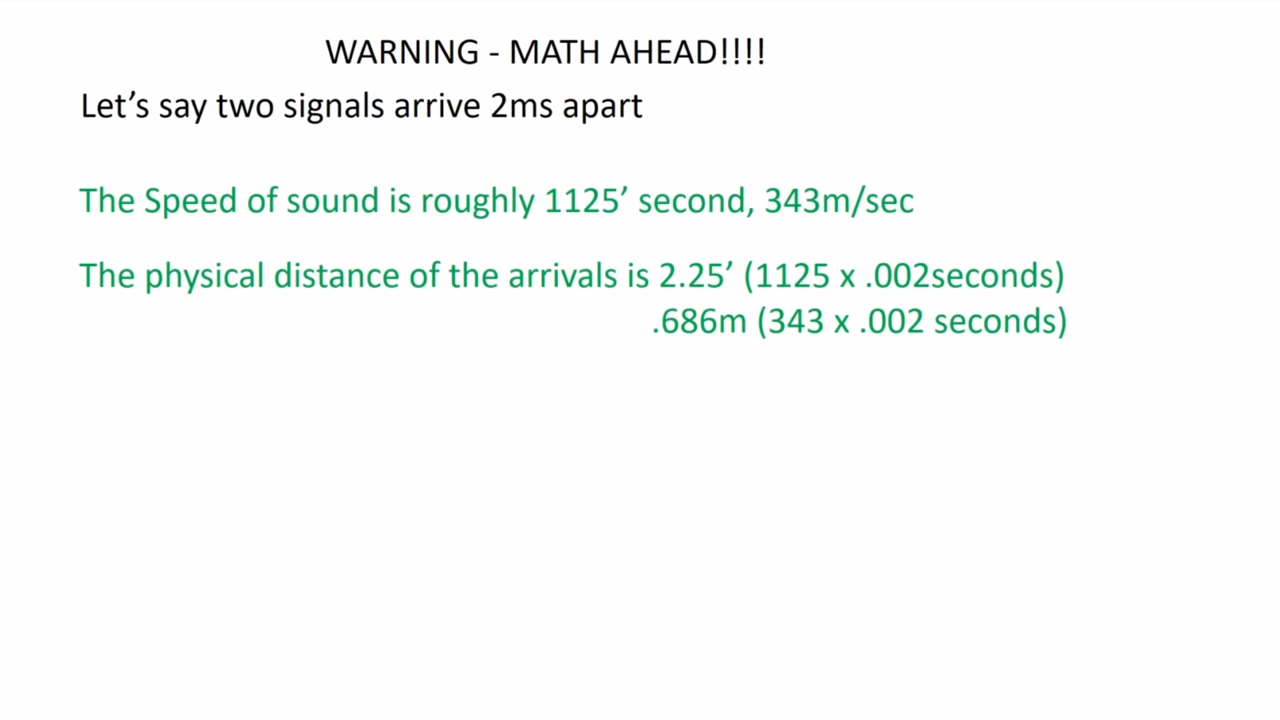 WARNING - MATH AHEAD!!!!
Let’s say two signals arrive 2ms apart
The Speed of sound is roughly 1125’ second, 343m/sec
The physical distance of the arrivals is 2.25’ (1125 x .002seconds)
.686m (343 x .002 seconds)